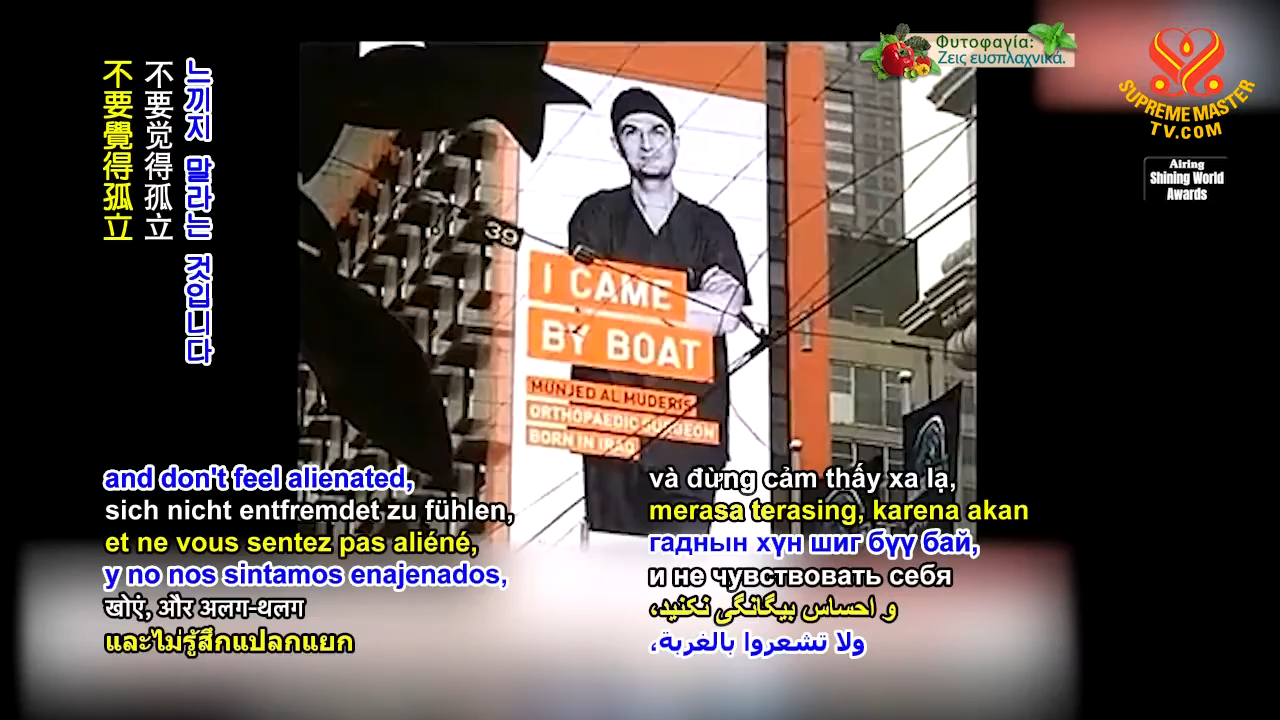 느끼지 말라는 것입니다
不要觉得孤立
不要覺得孤立
Φυτοφαγία:
Ζεις ευσπλαχνικά.
SUPREME MASTER
TV.COM
Airing
Shining World
Awards
39
I CAME
BY BOAT
MUNJED AL MUDERIS
ORTHOPAEDIC SURGEON
BORN IN IRAQ
and don't feel alienated,
sich nicht entfremdet zu fühlen,
et ne vous sentez pas aliéné,
y no nos sintamos enajenados,
खोएं, और अलग-थलग
และไม่รู้สึกแปลกแยก
và đừng cảm thấy xa lạ,
merasa terasing, karena akan
гаднын хүн шиг бүү бай,
и не чувствовать себя
و احساس بیگانگی نکنید،
ولا تشعروا بالغربة،